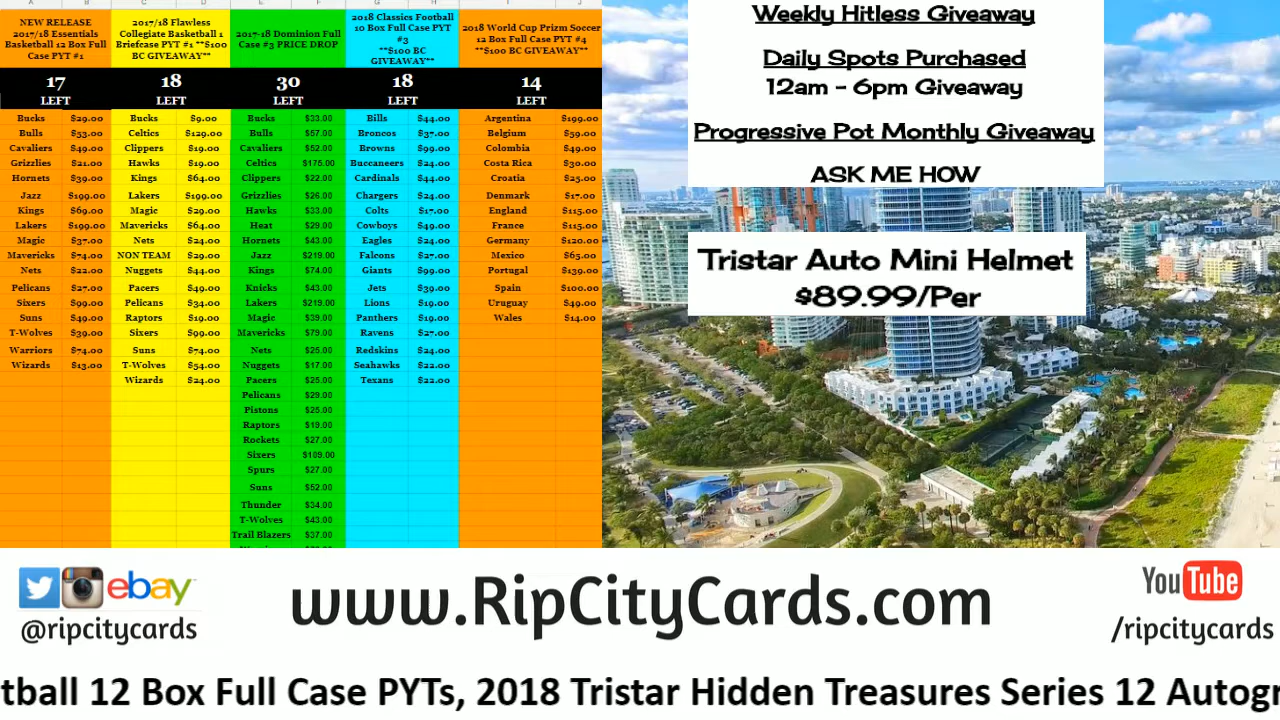 NEW RELEASE
2017/18 Essentials
Basketball 12 Box Full
Case PYT #1
17
LEFT
Bucks $29.00
Bulls $53.00
Cavaliers $49.00
Grizzlies $21.00
Hornets $39.00
Jazz $199.00
Kings $69.00
Lakers $199.00
Magic $37.00
Mavericks $74.00
Nets $22.00
Pelicans $27.00
Sixers $99.00
Suns $49.00
T-Wolves $39.00
Warriors $74.00
Wizards $13.00
2017/18 Flawless
Collegiate Basketball 1
Briefcase PYT #1 **$100
BC GIVEAWAY**
18
LEFT
Bucks $9.00
Celtics $129.00
Clippers $19.00
Hawks $19.00
Kings $64.00
Lakers $199.00
Magic $29.00
Mavericks $64.00
Nets $24.00
NON TEAM $29.00
Nuggets $44.00
Pacers $49.00
Pelicans $34.00
Raptors $19.00
Sixers $99.00
Suns $74.00
T-Wolves $54.00
Wizards $24.00
2017-18 Dominion Full
Case #3 PRICE DROP
30
LEFT
Bucks $33.00
Bulls $57.00
Cavaliers $52.00
Celtics $175.00
Clippers $22.00
Grizzlies $26.00
Hawks $33.00
Heat $29.00
Hornets $43.00
Jazz $219.00
Kings $74.00
Knicks $43.00
Lakers $219.00
Magic $39.00
Mavericks $79.00
Nets $25.00
Nuggets $17.00
Pacers $25.00
Pelicans $29.00
Pistons $25.00
Raptors $19.00
Rockets $27.00
Sixers $109.00
Spurs $27.00
Suns $52.00
Thunder $34.00
T-Wolves $43.00
Trail Blazers $37.00
2018 Classics Football
10 Box Full Case PYT
#3
**$100 BC
GIVEAWAY**
18
LEFT
Bills $44.00
Broncos $37.00
Browns $99.00
Buccaneers $24.00
Cardinals $44.00
Chargers $24.00
Colts $17.00
Cowboys $49.00
Eagles $24.00
Falcons $27.00
Giants $99.00
Jets $39.00
Lions $19.00
Panthers $19.00
Ravens $27.00
Redskins $24.00
Seahawks $22.00
Texans $22.00
2018 World Cup Prizm Soccer
12 Box Full Case PYT #4
**$100 BC GIVEAWAY**
14
LEFT
Argentina $199.00
Belgium $59.00
Colombia $49.00
Costa Rica $30.00
Croatia $25.00
Denmark $17.00
England $115.00
France $115.00
Germany $120.00
Mexico $65.00
Portugal $139.00
Spain $100.00
Uruguay $49.00
Wales $14.00
Weekly Hitless Giveaway
Daily Spots Purchased
12am - 6pm Giveaway
Progressive Pot Monthly Giveaway
ASK ME HOW
Tristar Auto Mini Helmet
$89.99/Per
ebay
@ripcitycards
www.RipCityCards.com
YouTube
/ripcitycards
tball 12 Box Full Case PYTs, 2018 Tristar Hidden Treasures Series 12 Autogr